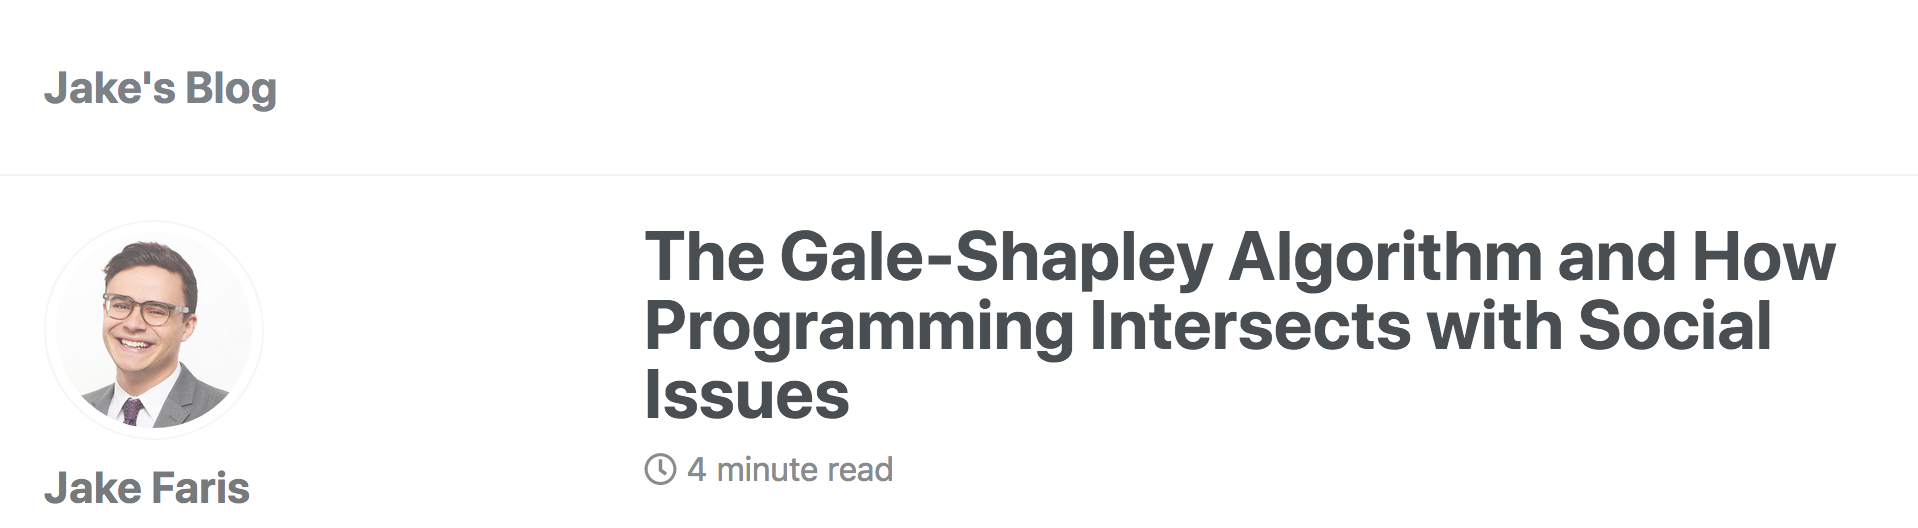 Jake's Blog
The Gale-Shapley Algorithm and How
Programming Intersects with Social
Issues
4 minute read
Jake Faris